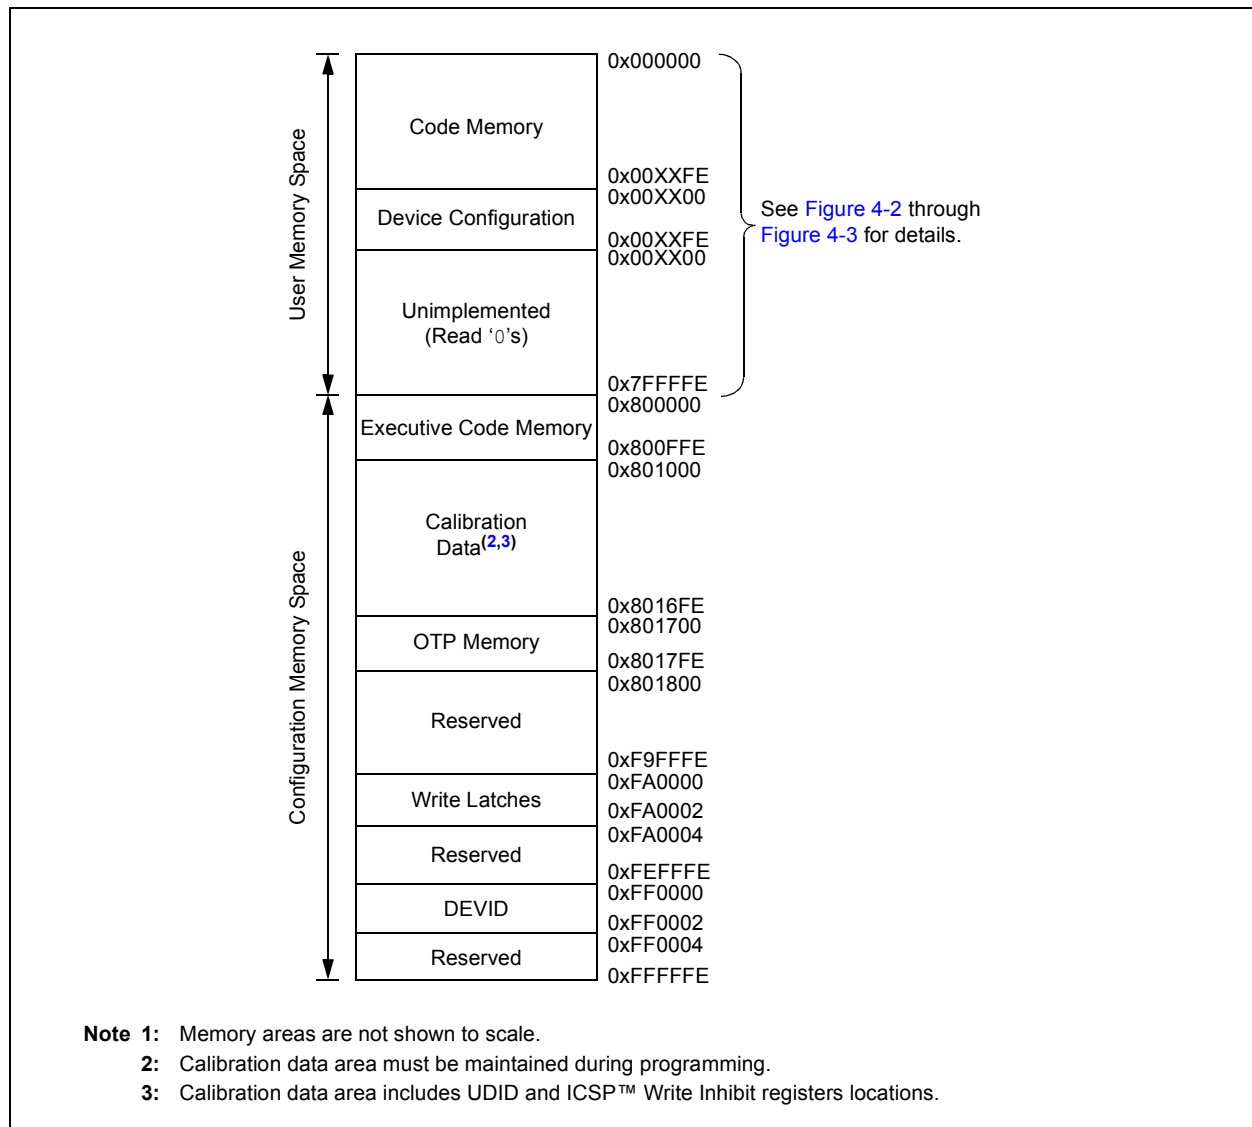 0x000000
Code Memory
0x00XXFE
0x00XX00
Device Configuration
0x00XXFE
0x00XX00
Unimplemented
(Read ‘0’s)
0x7FFFFE
User Memory Space
See Figure 4-2 through
Figure 4-3 for details.
0x800000
Executive Code Memory
0x800FFE
0x801000
Calibration
Data(2,3)
0x8016FE
0x801700
OTP Memory
0x8017FE
0x801800
Reserved
0xF9FFFE
0xFA0000
Write Latches
0xFA0002
0xFA0004
Reserved
0xFEFFFE
0xFF0000
DEVID
0xFF0002
0xFF0004
Reserved
0xFFFFFE
Configuration Memory Space
Note 1: Memory areas are not shown to scale.
2: Calibration data area must be maintained during programming.
3: Calibration data area includes UDID and ICSP™ Write Inhibit registers locations.